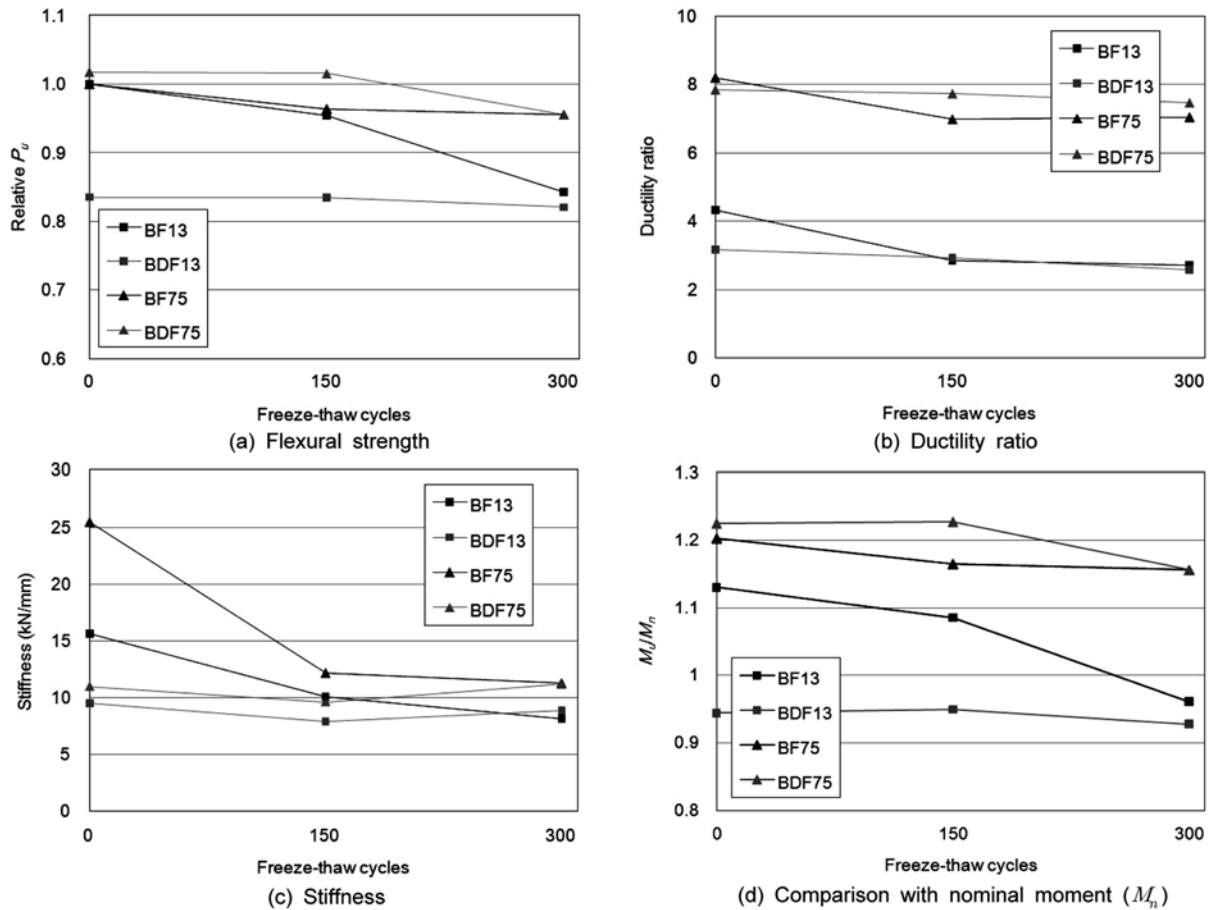 1.1
1.0
0.9
0.8
0.7
0.6
Relative P_u
BF13
BDF13
BF75
BDF75
0 150 300
Freeze-thaw cycles
(a) Flexural strength
10
8
6
4
2
0
Ductility ratio
BF13
BDF13
BF75
BDF75
0 150 300
Freeze-thaw cycles
(b) Ductility ratio
30
25
20
15
10
5
0
Stiffness (kN/mm)
BF13
BDF13
BF75
BDF75
0 150 300
Freeze-thaw cycles
(c) Stiffness
1.3
1.2
1.1
1
0.9
0.8
M_u/M_n
BF13
BDF13
BF75
BDF75
0 150 300
Freeze-thaw cycles
(d) Comparison with nominal moment (M_n)